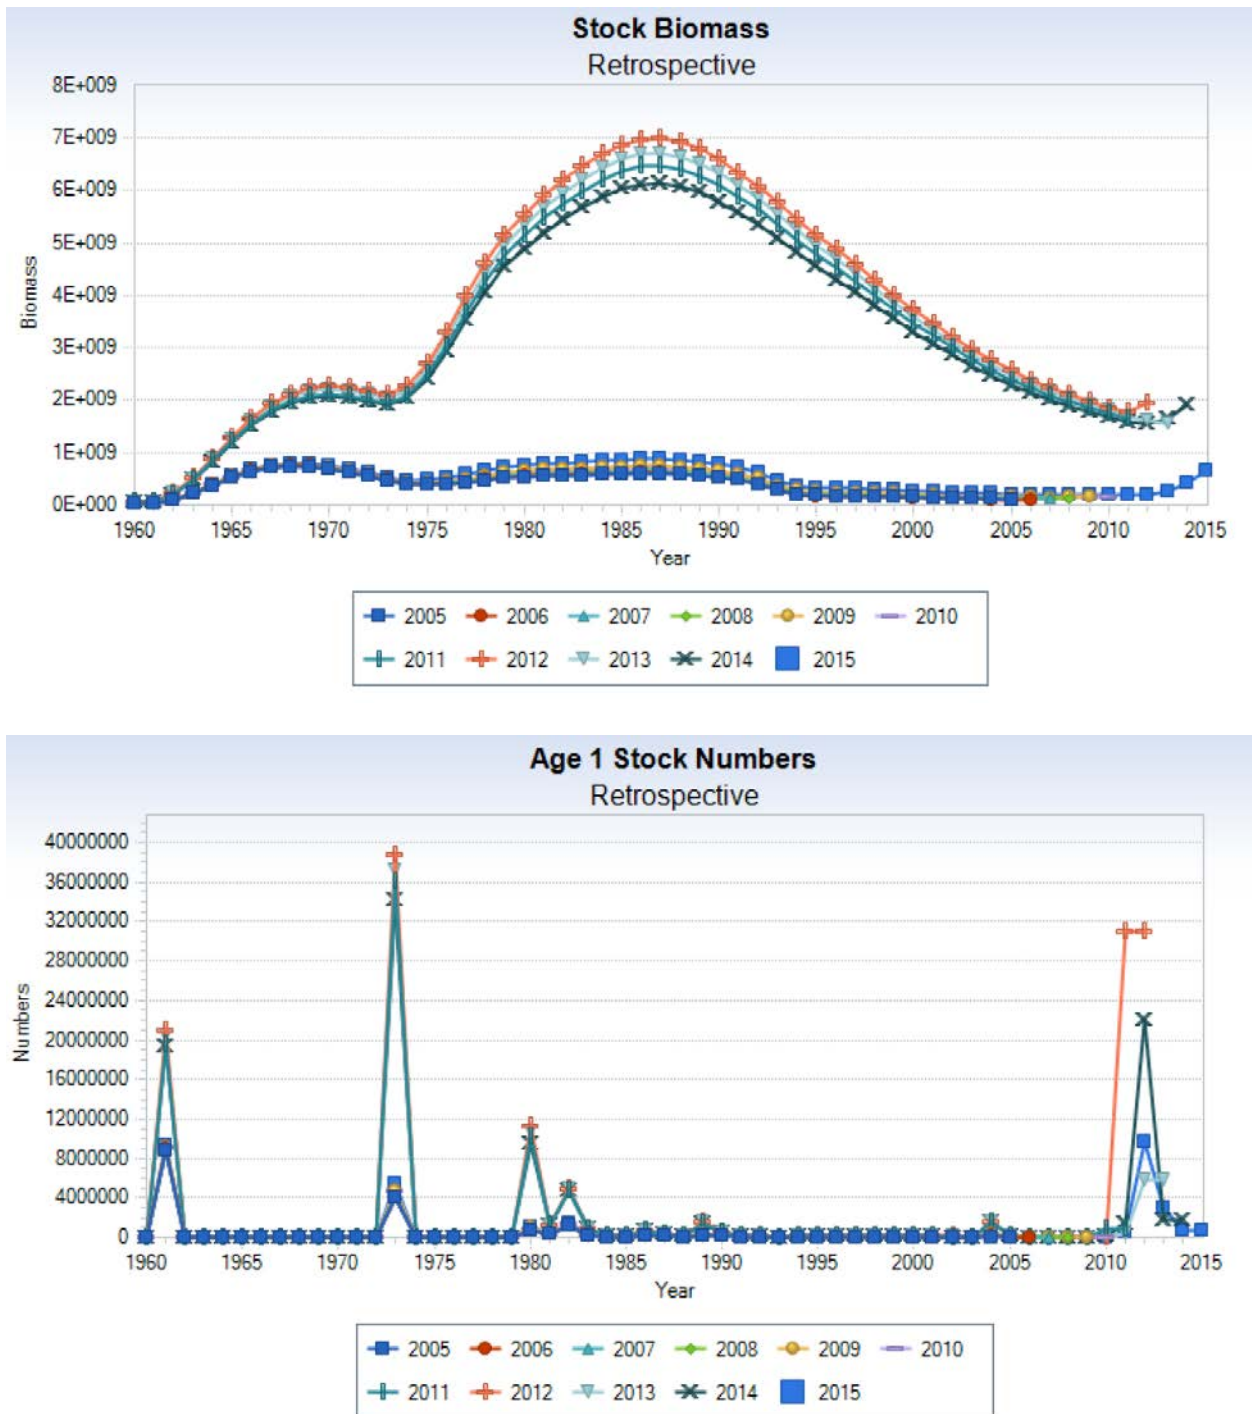 Stock Biomass
Retrospective
8E+009
7E+009
6E+009
5E+009
4E+009
3E+009
2E+009
1E+009
0E+000
Biomass
1960 1965 1970 1975 1980 1985 1990 1995 2000 2005 2010 2015
Year
2005 2006 2007 2008 2009 2010
2011 2012 2013 2014 2015
Age 1 Stock Numbers
Retrospective
40000000
36000000
32000000
28000000
24000000
20000000
16000000
12000000
8000000
4000000
0
Numbers
1960 1965 1970 1975 1980 1985 1990 1995 2000 2005 2010 2015
Year
2005 2006 2007 2008 2009 2010
2011 2012 2013 2014 2015